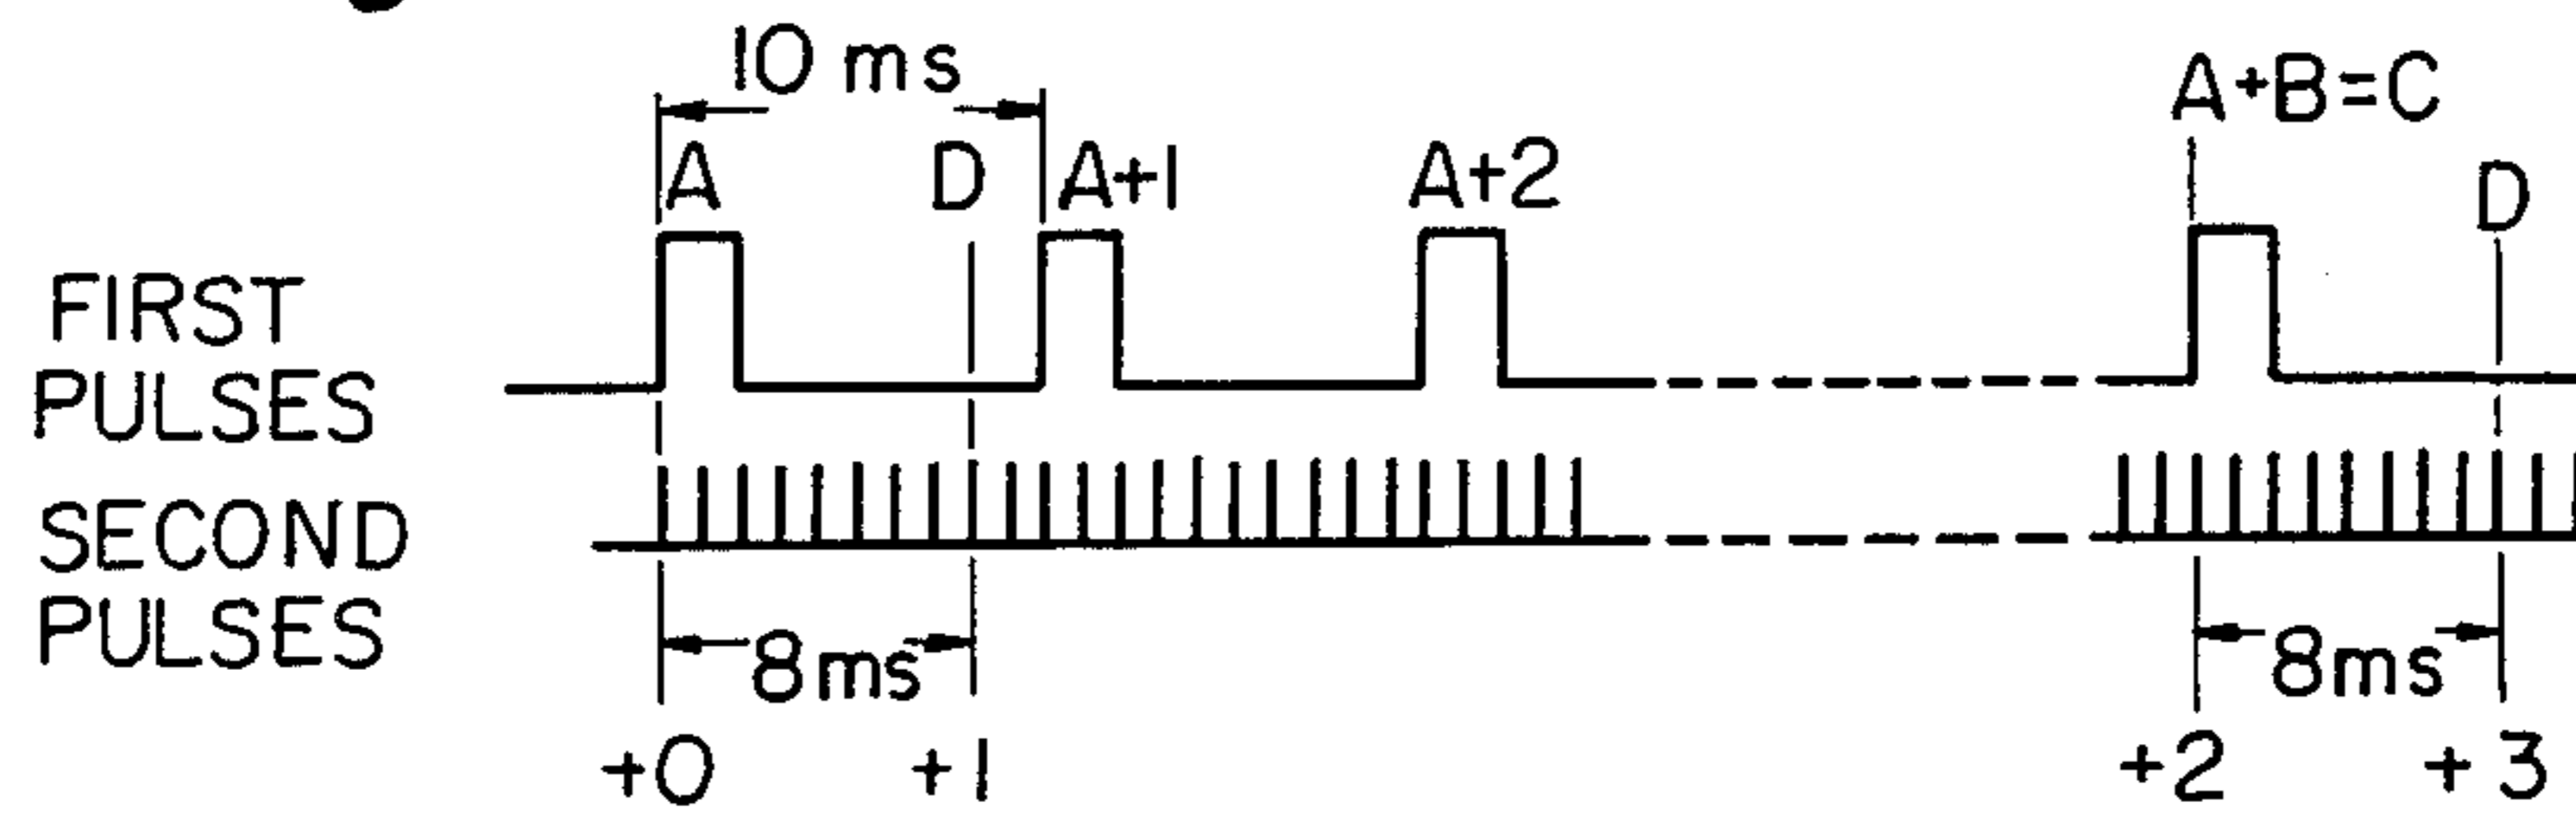 10 ms
A+B=C
A D A+1 A+2 D
FIRST
PULSES
SECOND
PULSES
8ms 8ms
+0 +1 +2 +3